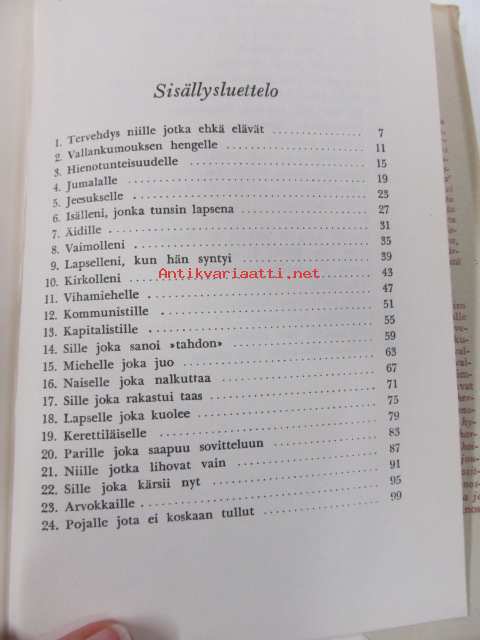 Sisällysluettelo
1. Tervehdys niille jotka ehkä elävät 7
2. Vallankumouksen hengelle 11
3. Hienotunteisuudelle 15
4. Jumalalle 19
5. Jeesukselle 23
6. Isälleni, jonka tunsin lapsena 27
7. Äidille 31
8. Vaimolleni 35
9. Lapselleni, kun hän syntyi 39
10. Kirkolleni 43
11. Vihamiehelle 47
12. Kommunistille 51
13. Kapitalistille 55
14. Sille joka sanoi »tahdon» 59
15. Miehelle joka juo 63
16. Naiselle joka nalkuttaa 67
17. Sille joka rakastui taas 71
18. Lapselle joka kuolee 75
19. Kerettiläiselle 79
20. Parille joka saapuu sovitteluun 83
21. Niille jotka lihovat vain 87
22. Sille joka kärsii nyt 91
23. Arvokkaille 95
24. Pojalle jota ei koskaan tullut 99
Antikvariaatti.net